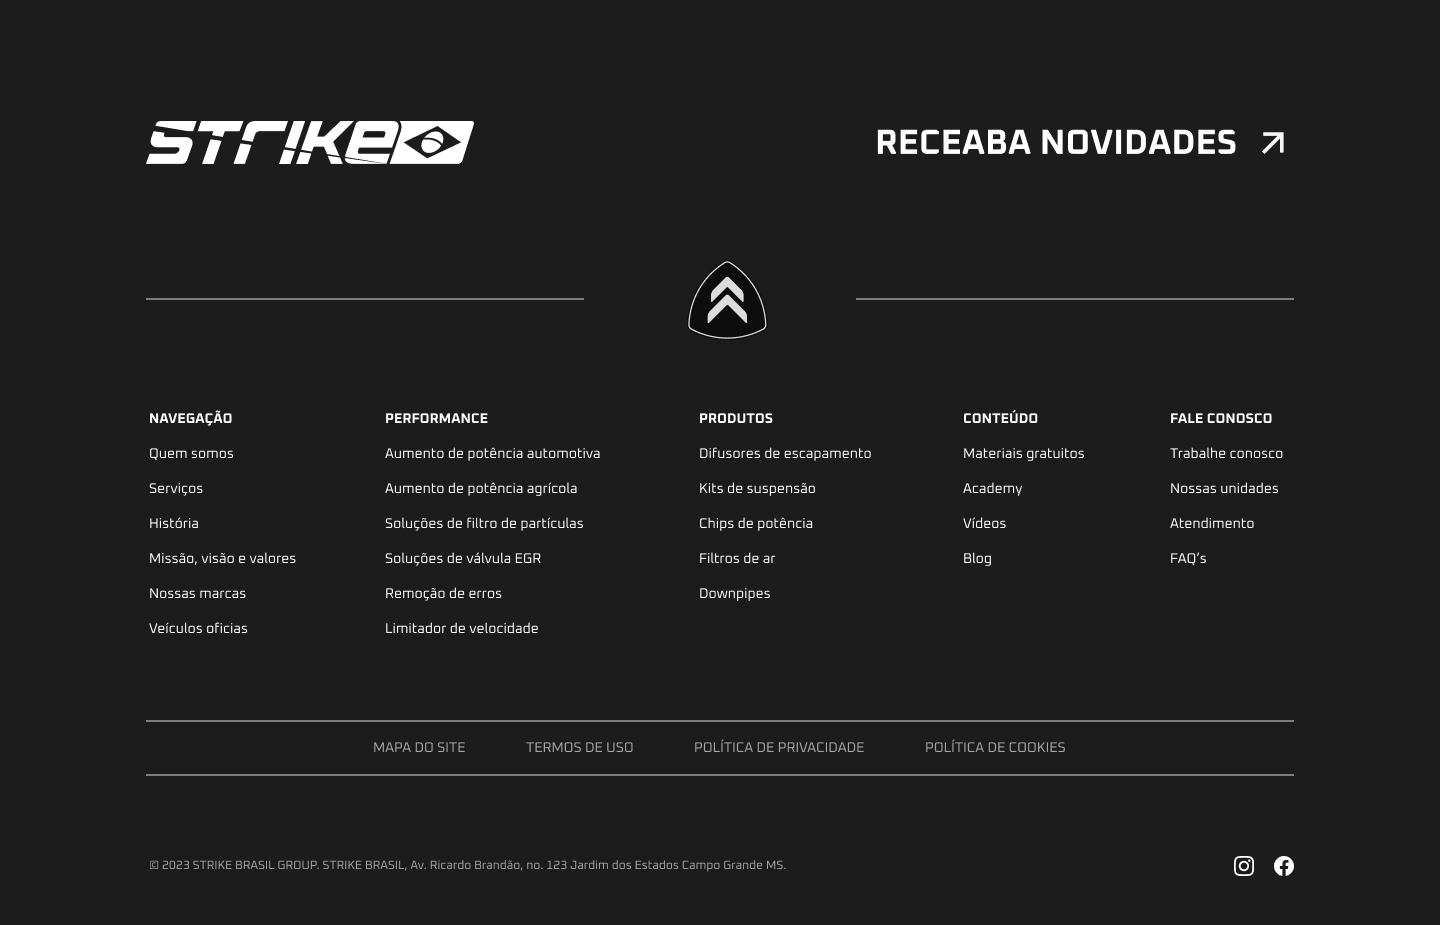 STRIKE
RECEABA NOVIDADES
NAVEGAÇÃO
Quem somos
Serviços
História
Missão, visão e valores
Nossas marcas
Veículos oficias
PERFORMANCE
Aumento de potência automotiva
Aumento de potência agrícola
Soluções de filtro de partículas
Soluções de válvula EGR
Remoção de erros
Limitador de velocidade
PRODUTOS
Difusores de escapamento
Kits de suspensão
Chips de potência
Filtros de ar
Downpipes
CONTEÚDO
Materiais gratuitos
Academy
Vídeos
Blog
FALE CONOSCO
Trabalhe conosco
Nossas unidades
Atendimento
FAQ’s
MAPA DO SITE
TERMOS DE USO
POLÍTICA DE PRIVACIDADE
POLÍTICA DE COOKIES
© 2023 STRIKE BRASIL GROUP. STRIKE BRASIL, Av. Ricardo Brandão, no. 123 Jardim dos Estados Campo Grande MS.